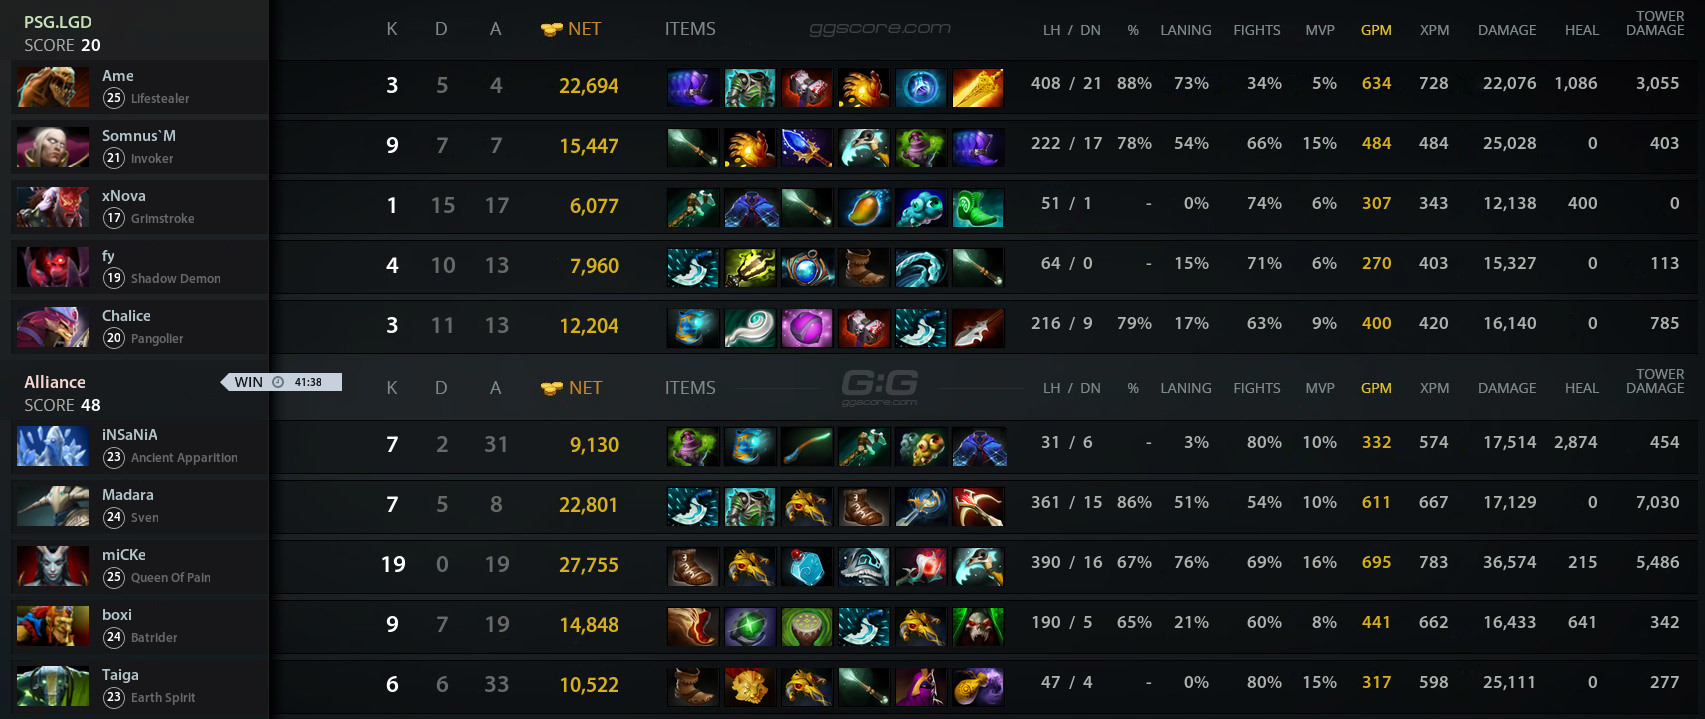 PSG.LGD K D A NET ITEMS ggscore.com LH / DN % LANING FIGHTS MVP GPM XPM DAMAGE HEAL TOWER DAMAGE
SCORE 20
Ame 3 5 4 22,694 408 / 21 88% 73% 34% 5% 634 728 22,076 1,086 3,055
25 Lifestealer
Somnus`M 9 7 7 15,447 222 / 17 78% 54% 66% 15% 484 484 25,028 0 403
21 Invoker
xNova 1 15 17 6,077 51 / 1 - 0% 74% 6% 307 343 12,138 400 0
17 Grimstroke
fy 4 10 13 7,960 64 / 0 - 15% 71% 6% 270 403 15,327 0 113
19 Shadow Demon
Chalice 3 11 13 12,204 216 / 9 79% 17% 63% 9% 400 420 16,140 0 785
20 Pangolier
Alliance WIN 41:38 K D A NET ITEMS G:G ggscore.com LH / DN % LANING FIGHTS MVP GPM XPM DAMAGE HEAL TOWER DAMAGE
SCORE 48
iNSaNiA 7 2 31 9,130 31 / 6 - 3% 80% 10% 332 574 17,514 2,874 454
23 Ancient Apparition
Madara 7 5 8 22,801 361 / 15 86% 51% 54% 10% 611 667 17,129 0 7,030
24 Sven
miCKe 19 0 19 27,755 390 / 16 67% 76% 69% 16% 695 783 36,574 215 5,486
25 Queen Of Pain
boxi 9 7 19 14,848 190 / 5 65% 21% 60% 8% 441 662 16,433 641 342
24 Batrider
Taiga 6 6 33 10,522 47 / 4 - 0% 80% 15% 317 598 25,111 0 277
23 Earth Spirit